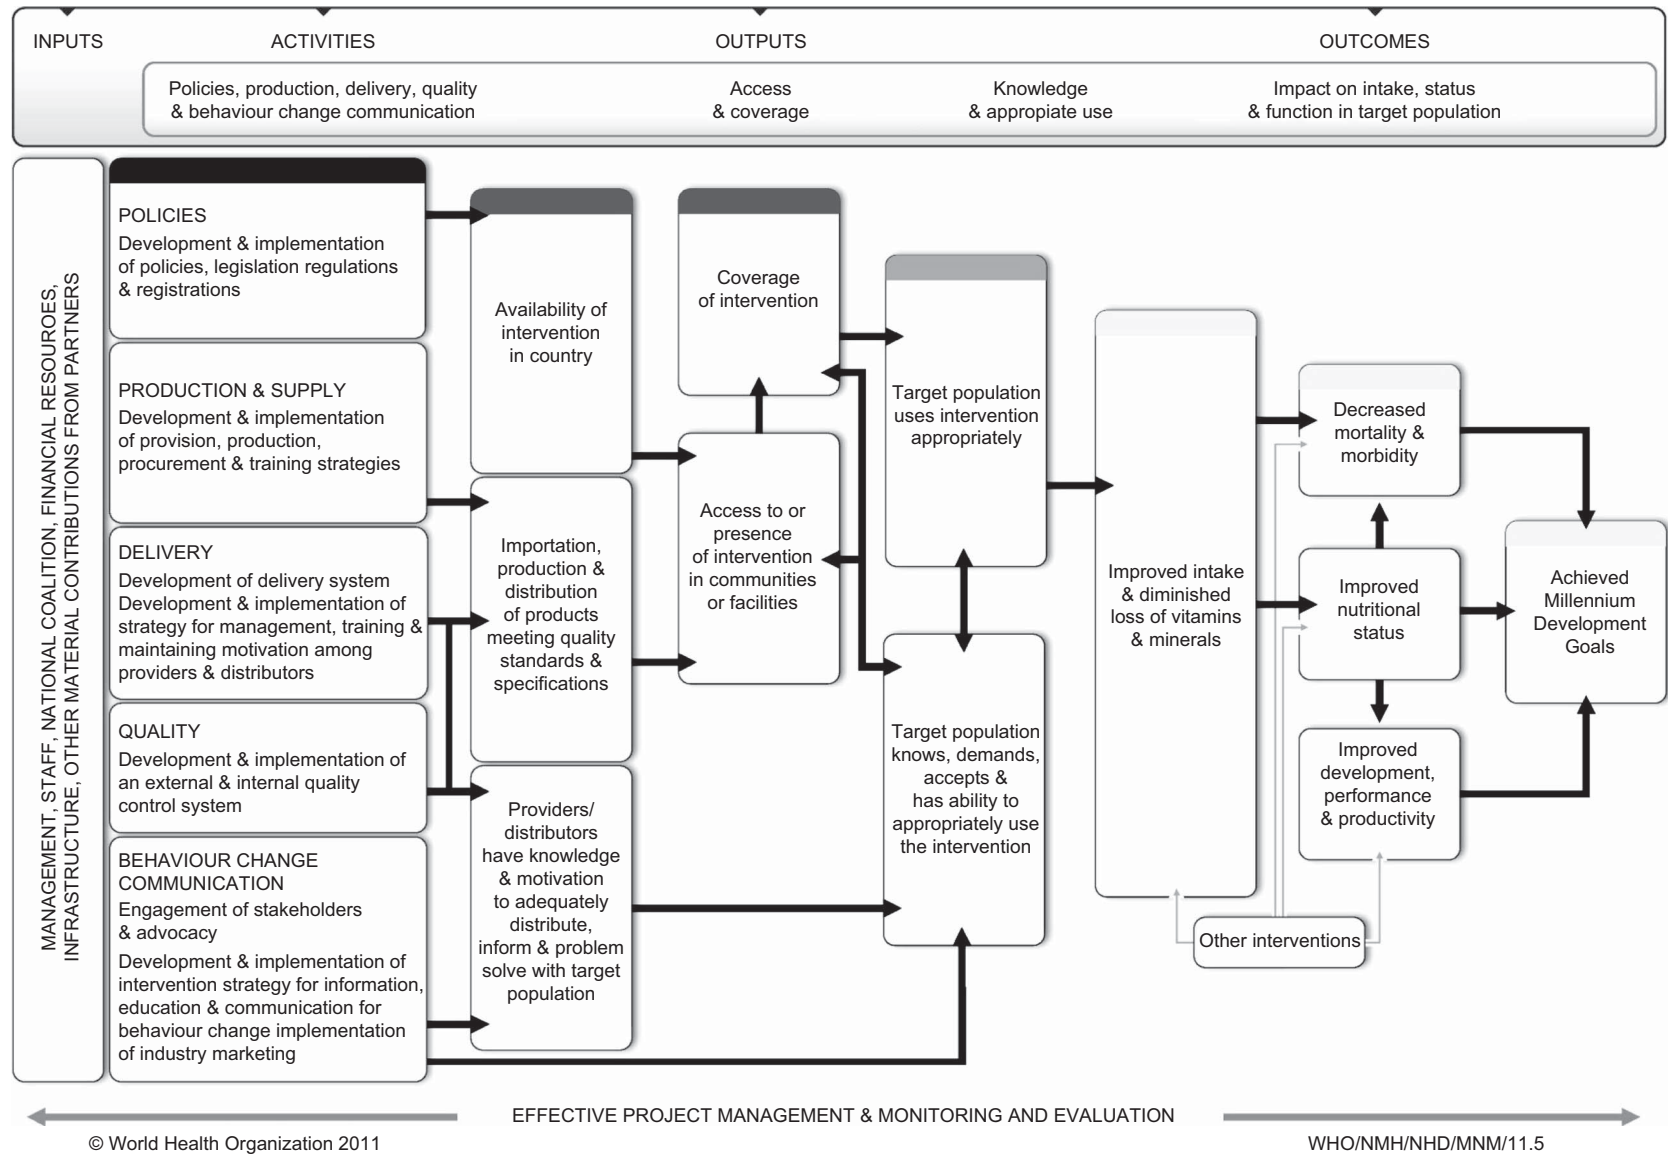 INPUTS
ACTIVITIES
OUTPUTS
OUTCOMES
Policies, production, delivery, quality
& behaviour change communication
Access
& coverage
Knowledge
& appropiate use
Impact on intake, status
& function in target population
MANAGEMENT, STAFF, NATIONAL COALITION, FINANCIAL RESOUROES,
INFRASTRUCTURE, OTHER MATERIAL CONTRIBUTIONS FROM PARTNERS
POLICIES
Development & implementation
of policies, legislation regulations
& registrations
PRODUCTION & SUPPLY
Development & implementation
of provision, production,
procurement & training strategies
DELIVERY
Development of delivery system
Development & implementation of
strategy for management, training &
maintaining motivation among
providers & distributors
QUALITY
Development & implementation of
an external & internal quality
control system
BEHAVIOUR CHANGE
COMMUNICATION
Engagement of stakeholders
& advocacy
Development & implementation of
intervention strategy for information,
education & communication for
behaviour change implementation
of industry marketing
Availability of
intervention
in country
Importation,
production &
distribution
of products
meeting quality
standards &
specifications
Providers/
distributors
have knowledge
& motivation
to adequately
distribute,
inform & problem
solve with target
population
Coverage
of intervention
Access to or
presence
of intervention
in communities
or facilities
Target population
uses intervention
appropriately
Target population
knows, demands,
accepts &
has ability to
appropriately use
the intervention
Improved intake
& diminished
loss of vitamins
& minerals
Decreased
mortality &
morbidity
Improved
nutritional
status
Improved
development,
performance
& productivity
Other interventions
Achieved
Millennium
Development
Goals
EFFECTIVE PROJECT MANAGEMENT & MONITORING AND EVALUATION
© World Health Organization 2011
WHO/NMH/NHD/MNM/11.5